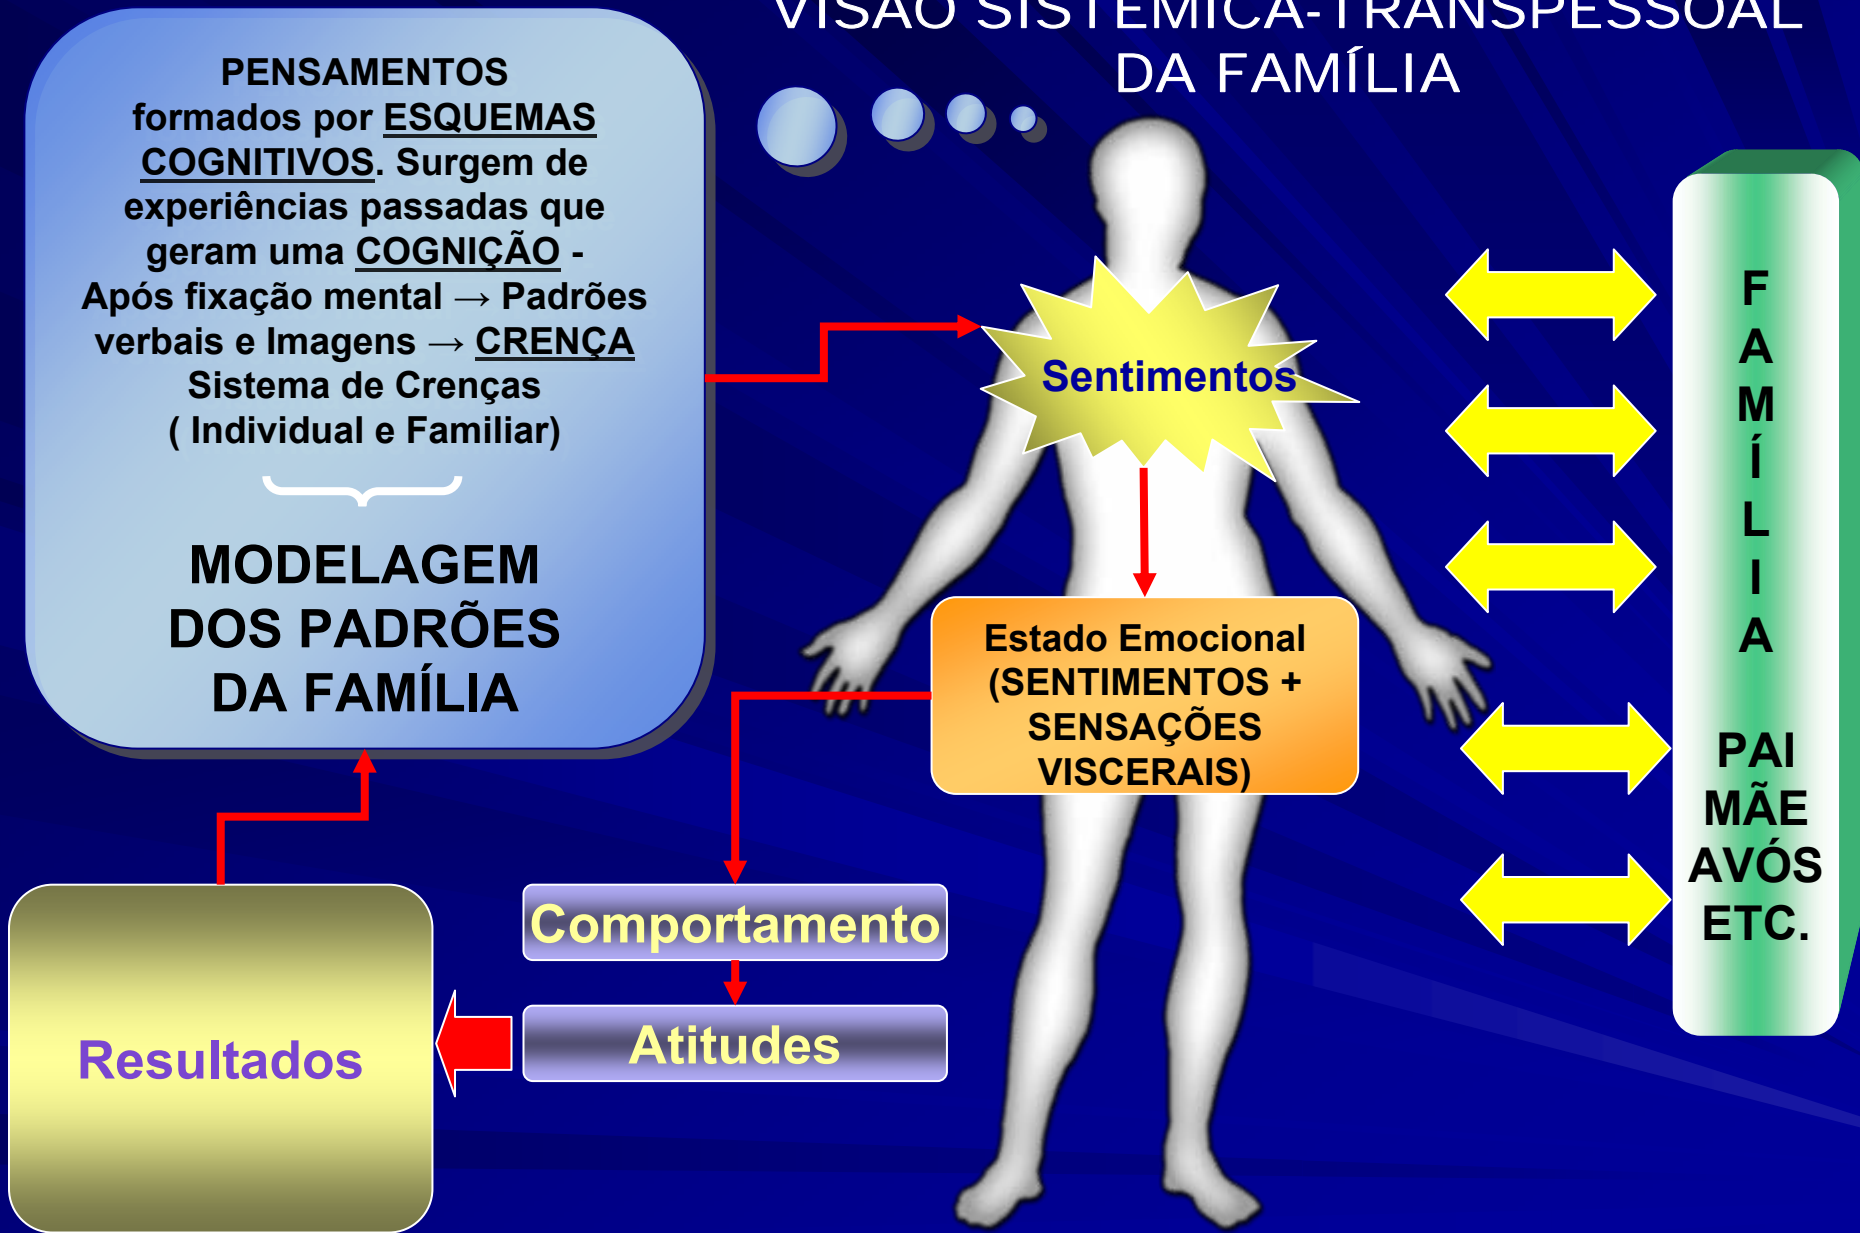 VISÃO SISTÊMICA-TRANSPESSOAL
DA FAMÍLIA
PENSAMENTOS
formados por ESQUEMAS
COGNITIVOS. Surgem de
experiências passadas que
geram uma COGNIÇÃO -
Após fixação mental → Padrões
verbais e Imagens → CRENÇA
Sistema de Crenças
( Individual e Familiar)
MODELAGEM
DOS PADRÕES
DA FAMÍLIA
Sentimentos
Estado Emocional
(SENTIMENTOS +
SENSAÇÕES
VISCERAIS)
Comportamento
Atitudes
Resultados
F
A
M
Í
L
I
A
PAI
MÃE
AVÓS
ETC.